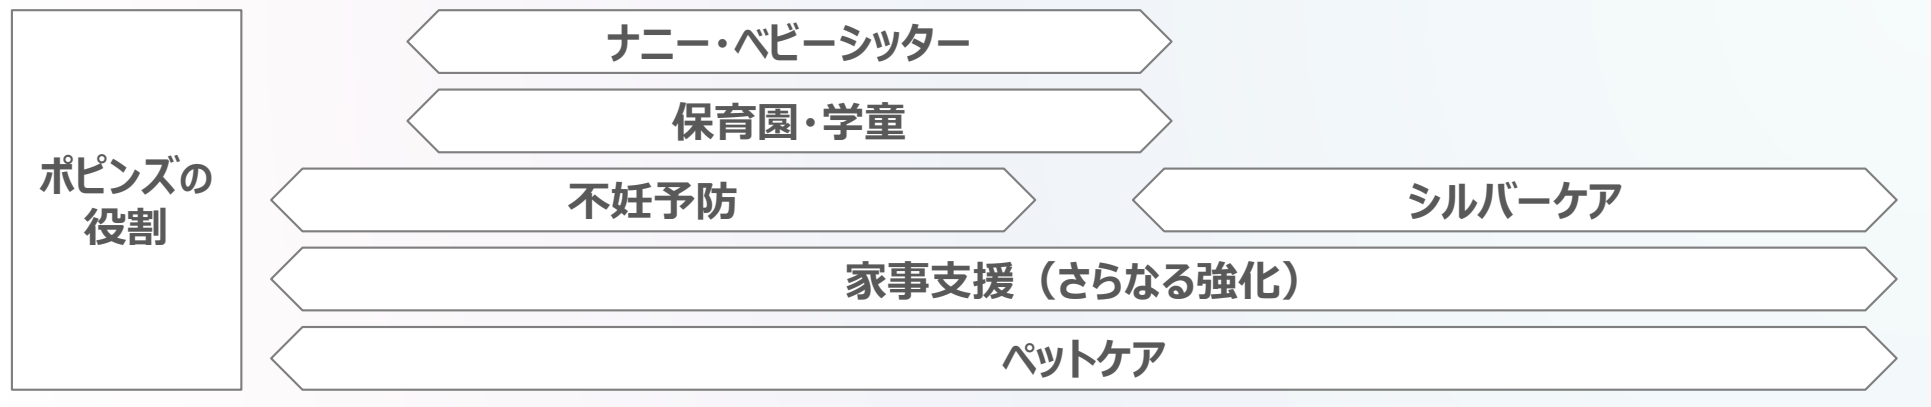 ポピンズの
役割
ナニー・ベビーシッター
保育園・学童
不妊予防
シルバーケア
家事支援（さらなる強化）
ペットケア